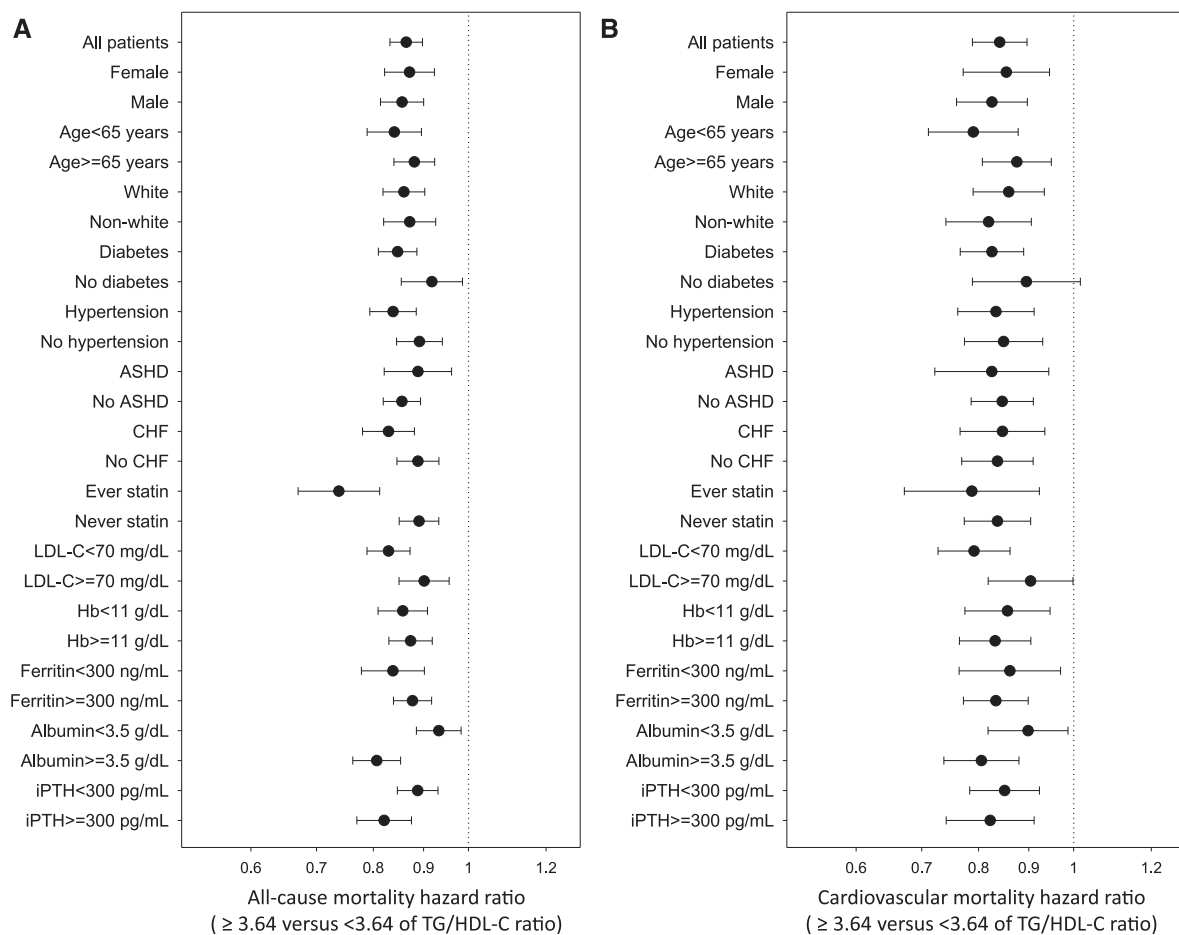 A
All patients
Female
Male
Age<65 years
Age>=65 years
White
Non-white
Diabetes
No diabetes
Hypertension
No hypertension
ASHD
No ASHD
CHF
No CHF
Ever statin
Never statin
LDL-C<70 mg/dL
LDL-C>=70 mg/dL
Hb<11 g/dL
Hb>=11 g/dL
Ferritin<300 ng/mL
Ferritin>=300 ng/mL
Albumin<3.5 g/dL
Albumin>=3.5 g/dL
iPTH<300 pg/mL
iPTH>=300 pg/mL
0.6 0.7 0.8 0.9 1 1.2
All-cause mortality hazard ratio
( ≥ 3.64 versus <3.64 of TG/HDL-C ratio)
B
All patients
Female
Male
Age<65 years
Age>=65 years
White
Non-white
Diabetes
No diabetes
Hypertension
No hypertension
ASHD
No ASHD
CHF
No CHF
Ever statin
Never statin
LDL-C<70 mg/dL
LDL-C>=70 mg/dL
Hb<11 g/dL
Hb>=11 g/dL
Ferritin<300 ng/mL
Ferritin>=300 ng/mL
Albumin<3.5 g/dL
Albumin>=3.5 g/dL
iPTH<300 pg/mL
iPTH>=300 pg/mL
0.6 0.7 0.8 0.9 1 1.2
Cardiovascular mortality hazard ratio
( ≥ 3.64 versus <3.64 of TG/HDL-C ratio)